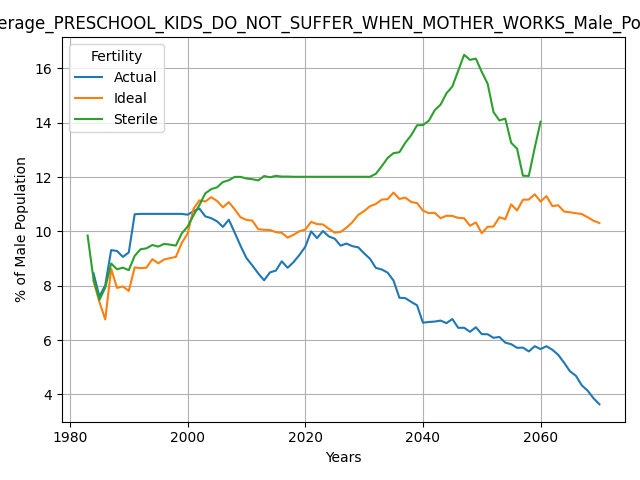 erage_PRESCHOOL_KIDS_DO_NOT_SUFFER_WHEN_MOTHER_WORKS_Male_Po
Fertility
Actual
Ideal
Sterile
% of Male Population
16
14
12
10
8
6
4
1980 2000 2020 2040 2060
Years